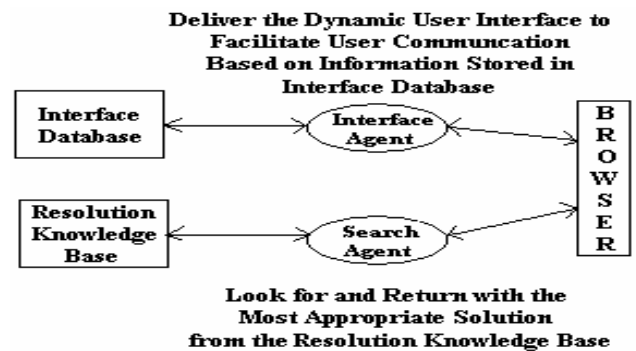 Deliver the Dynamic User Interface to
Facilitate User Communcation
Based on Information Stored in
Interface Database
Interface
Database
Interface
Agent
BROWSER
Resolution
Knowledge
Base
Search
Agent
Look for and Return with the
Most Appropriate Solution
from the Resolution Knowledge Base